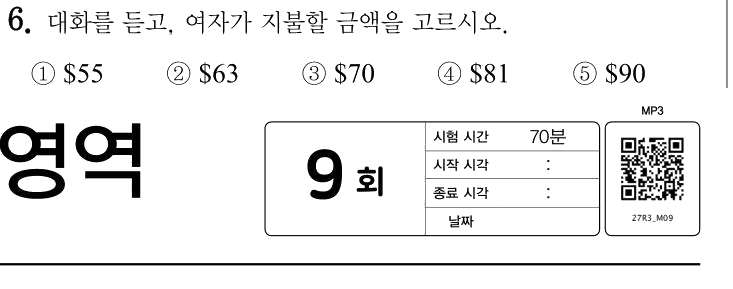 6. 대화를 듣고, 여자가 지불할 금액을 고르시오.
① $55 ② $63 ③ $70 ④ $81 ⑤ $90
영역
9회
시험 시간 70분
시작 시각 :
종료 시각 :
날짜
MP3
27R3_M09